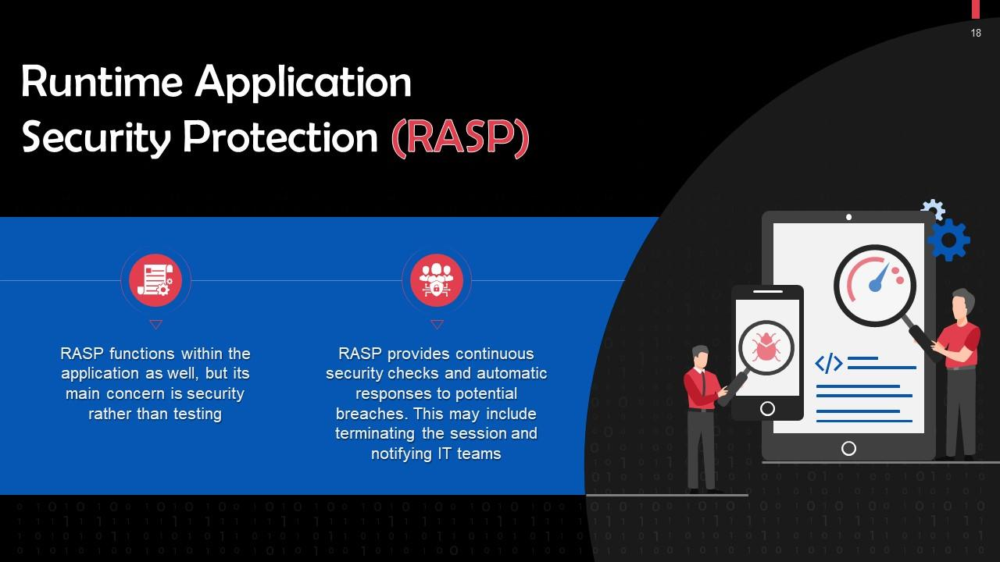 18
Runtime Application
Security Protection (RASP)
RASP functions within the
application as well, but its
main concern is security
rather than testing
RASP provides continuous
security checks and automatic
responses to potential
breaches. This may include
terminating the session and
notifying IT teams
</>